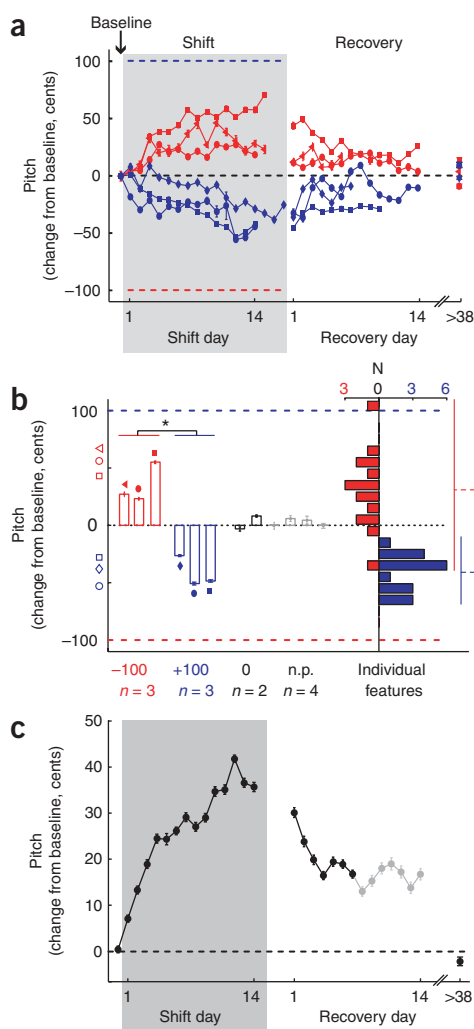 a
Baseline
Shift
Recovery
Pitch
(change from baseline, cents)
100
50
0
−50
−100
1
14
1
14
>38
Shift day
Recovery day
b
N
3
0
3
6
Pitch
(change from baseline, cents)
100
0
−100
*
−100
+100
0
n.p.
Individual
features
n = 3
n = 3
n = 2
n = 4
c
Pitch
(change from baseline, cents)
50
40
30
20
10
0
1
14
1
14
>38
Shift day
Recovery day